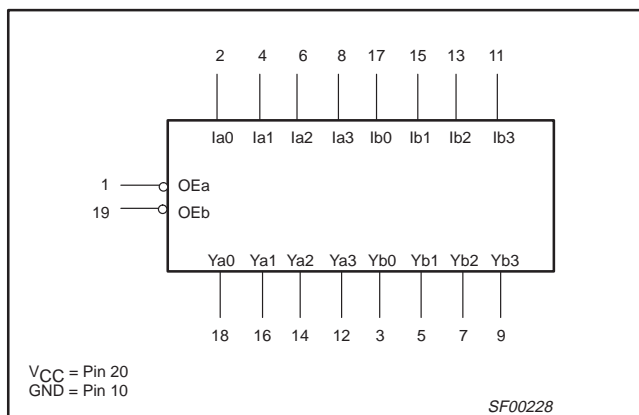 2 4 6 8 17 15 13 11
Ia0 Ia1 Ia2 Ia3 Ib0 Ib1 Ib2 Ib3
1 OEa
19 OEb
Ya0 Ya1 Ya2 Ya3 Yb0 Yb1 Yb2 Yb3
18 16 14 12 3 5 7 9
VCC = Pin 20
GND = Pin 10
SF00228